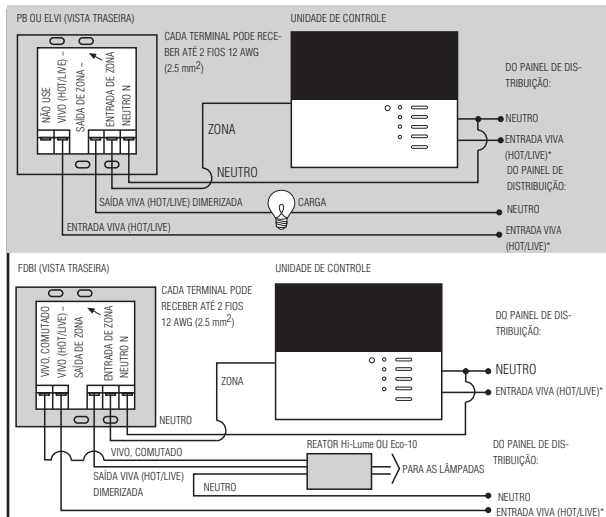 PB OU ELVI (VISTA TRASEIRA)
CADA TERMINAL PODE RECE-
BER ATÉ 2 FIOS 12 AWG
(2.5 mm2)
UNIDADE DE CONTROLE
DO PAINEL DE DIS-
TRIBUIÇÃO:
NÃO USE
VIVO (HOT/LIVE) –
SAÍDA DE ZONA –
ENTRADA DE ZONA
NEUTRO N
ZONA
NEUTRO
NEUTRO
ENTRADA VIVA
(HOT/LIVE)*
DO PAINEL DE
DISTRIBUIÇÃO:
SAÍDA VIVA (HOT/LIVE) DIMERIZADA
CARGA
NEUTRO
ENTRADA VIVA (HOT/LIVE)
ENTRADA VIVA
(HOT/LIVE)*
FDBI (VISTA TRASEIRA)
CADA TERMINAL PODE
RECEBER ATÉ 2 FIOS
12 AWG (2.5 mm2)
UNIDADE DE CONTROLE
DO PAINEL DE DIS-
TRIBUIÇÃO:
VIVO, COMUTADO
VIVO (HOT/LIVE) –
SAÍDA DE ZONA
ENTRADA DE ZONA
NEUTRO N
ZONA
NEUTRO
NEUTRO
ENTRADA VIVA (HOT/LIVE)*
VIVO, COMUTADO
REATOR Hi-Lume OU Eco-10
DO PAINEL DE DIS-
TRIBUIÇÃO:
PARA AS LÂMPADAS
SAÍDA VIVA (HOT/LIVE)
DIMERIZADA
NEUTRO
NEUTRO
ENTRADA VIVA (HOT/LIVE)*